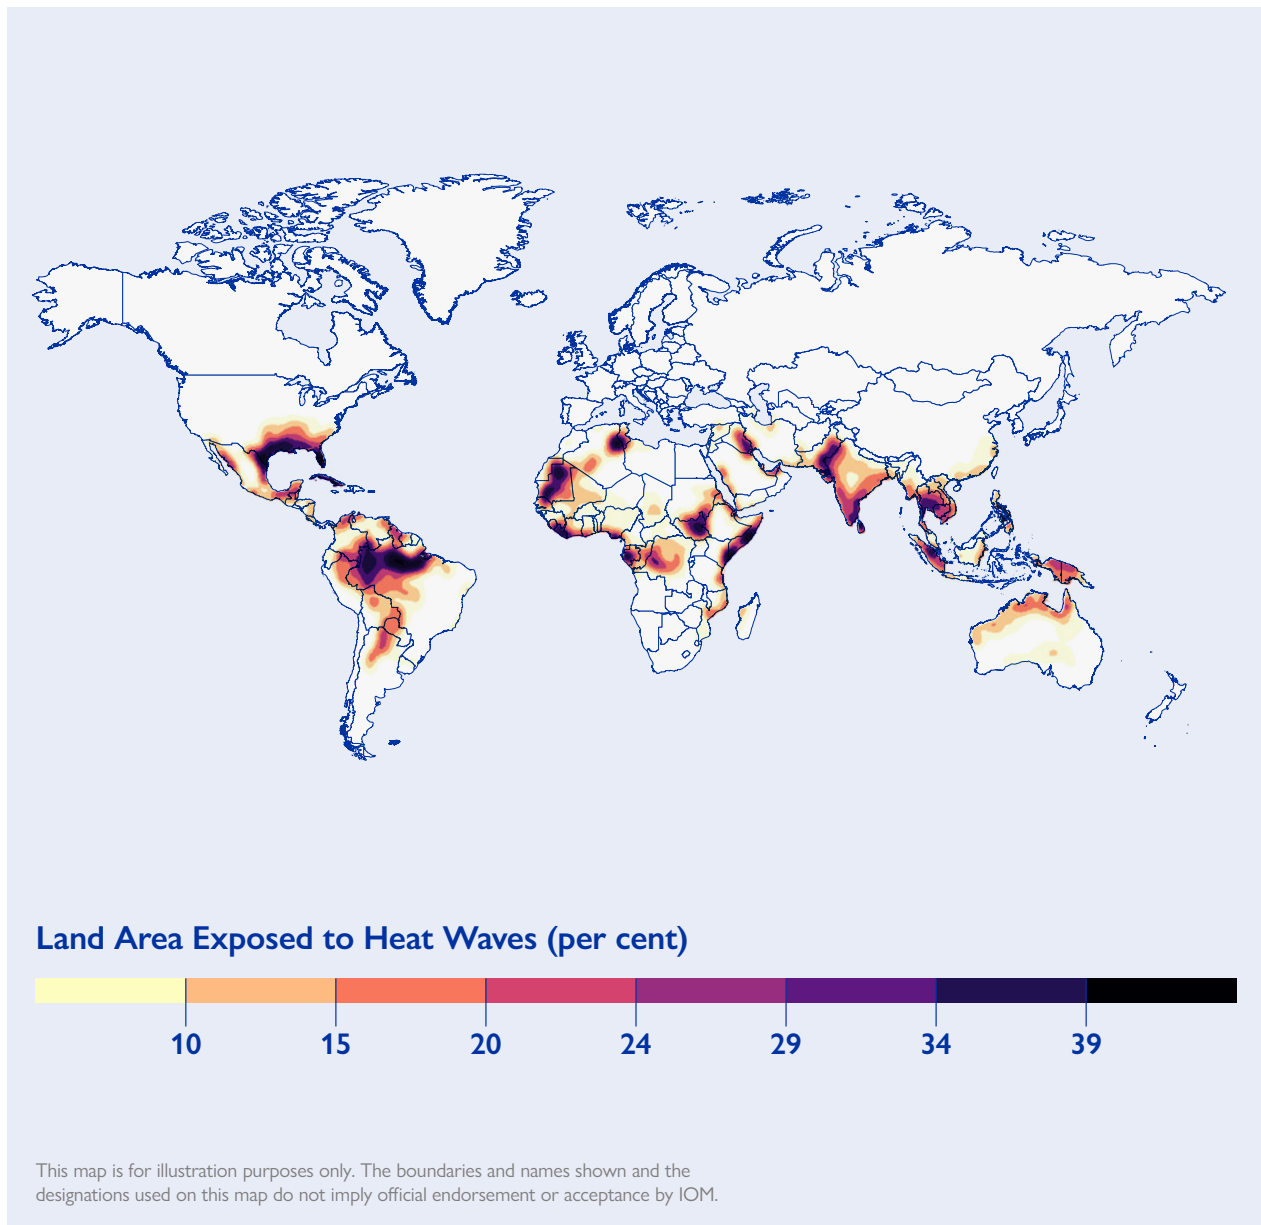 Land Area Exposed to Heat Waves (per cent)
10 15 20 24 29 34 39
This map is for illustration purposes only. The boundaries and names shown and the
designations used on this map do not imply official endorsement or acceptance by IOM.